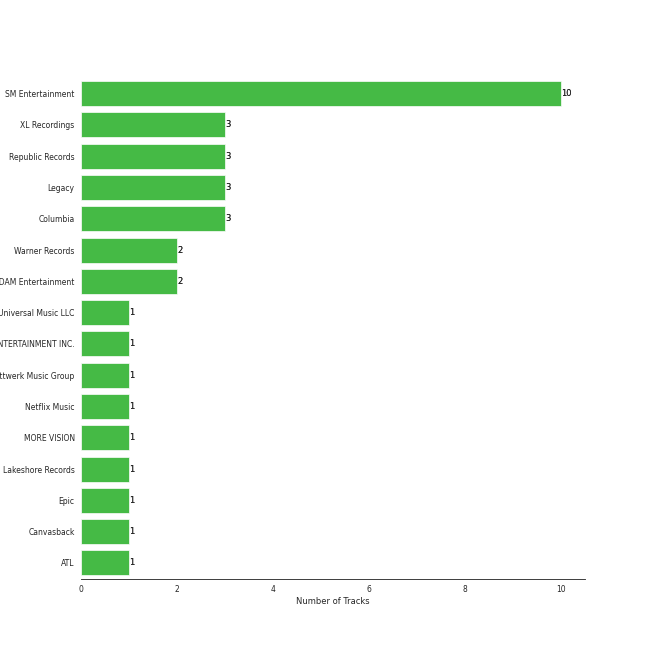 SM Entertainment 10
XL Recordings 3
Republic Records 3
Legacy 3
Columbia 3
Warner Records 2
DAM Entertainment 2
Universal Music LLC 1
NTERTAINMENT INC. 1
ttwerk Music Group 1
Netflix Music 1
MORE VISION 1
Lakeshore Records 1
Epic 1
Canvasback 1
ATL 1
0 2 4 6 8 10
Number of Tracks